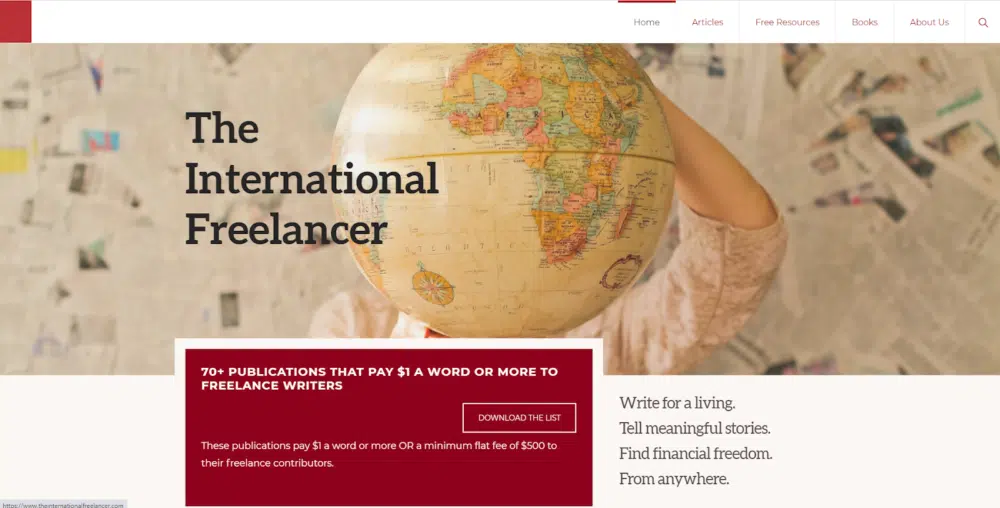 Home Articles Free Resources Books About Us
The
International
Freelancer
70+ PUBLICATIONS THAT PAY $1 A WORD OR MORE TO
FREELANCE WRITERS
DOWNLOAD THE LIST
These publications pay $1 a word or more OR a minimum flat fee of $500 to
their freelance contributors.
Write for a living.
Tell meaningful stories.
Find financial freedom.
From anywhere.
https://www.theinternationalfreelancer.com